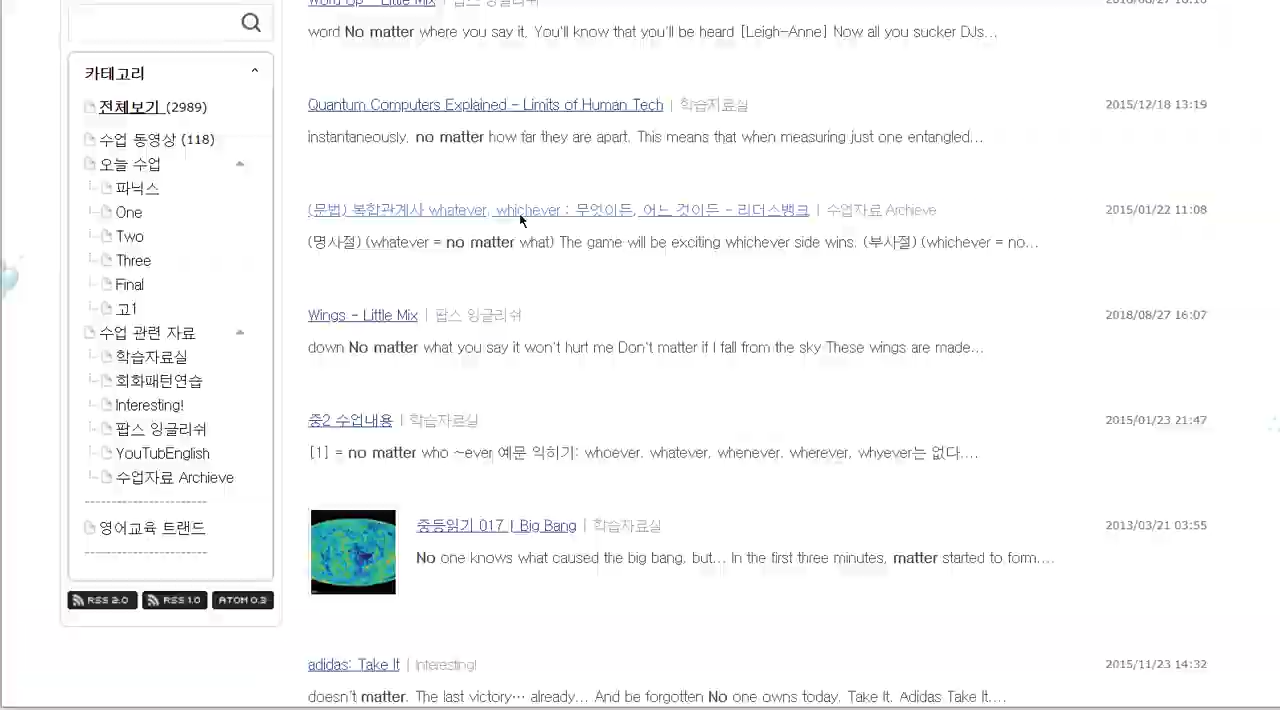 Word Up - Little Mix | 팝스 잉글리쉬
2018/08/27 16:10
word No matter where you say it, You'll know that you'll be heard [Leigh-Anne] Now all you sucker DJs...
카테고리
전체보기 (2989)
수업 동영상 (118)
오늘 수업
파닉스
One
Two
Three
Final
고1
수업 관련 자료
학습자료실
회화패턴연습
Interesting!
팝스 잉글리쉬
YouTubEnglish
수업자료 Archieve
영어교육 트랜드
RSS 2.0
RSS 1.0
ATOM 0.3
Quantum Computers Explained - Limits of Human Tech | 학습자료실
2015/12/18 13:19
instantaneously, no matter how far they are apart. This means that when measuring just one entangled...
(문법) 복합관계사 whatever, whichever : 무엇이든, 어느 것이든 - 리더스뱅크 | 수업자료 Archieve
2015/01/22 11:08
(명사절) (whatever = no matter what) The game will be exciting whichever side wins. (부사절) (whichever = no...
Wings - Little Mix | 팝스 잉글리쉬
2018/08/27 16:07
down No matter what you say it won't hurt me Don't matter if I fall from the sky These wings are made...
중2 수업내용 | 학습자료실
2015/01/23 21:47
[1] = no matter who ~ever 예문 익히기: whoever, whatever, whenever, wherever, whyever는 없다....
중등읽기 017 | Big Bang | 학습자료실
2013/03/21 03:55
No one knows what caused the big bang, but... In the first three minutes, matter started to form....
adidas: Take It | Interesting!
2015/11/23 14:32
doesn't matter. The last victory… already... And be forgotten No one owns today. Take It. Adidas Take It....